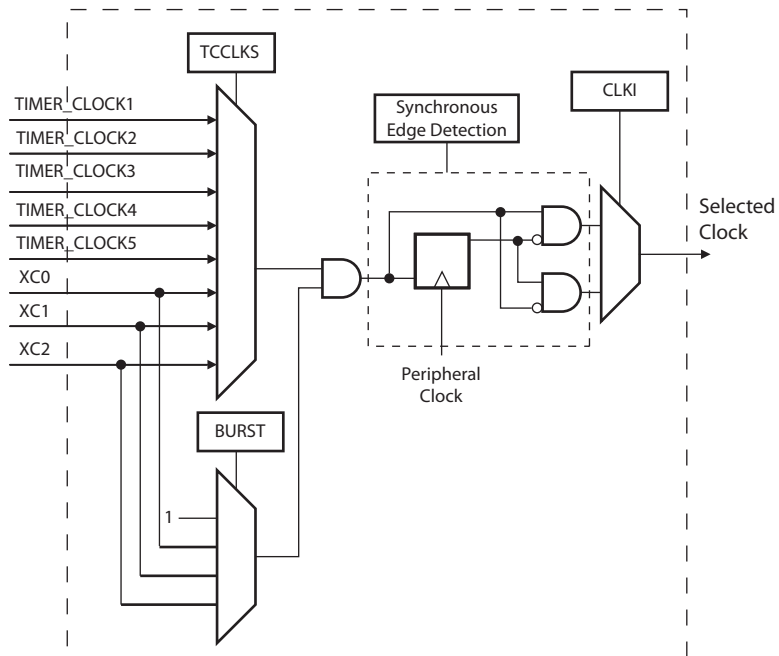 TCCLKS
TIMER_CLOCK1
TIMER_CLOCK2
TIMER_CLOCK3
TIMER_CLOCK4
TIMER_CLOCK5
XC0
XC1
XC2
Synchronous
Edge Detection
CLKI
Selected
Clock
Peripheral
Clock
BURST
1